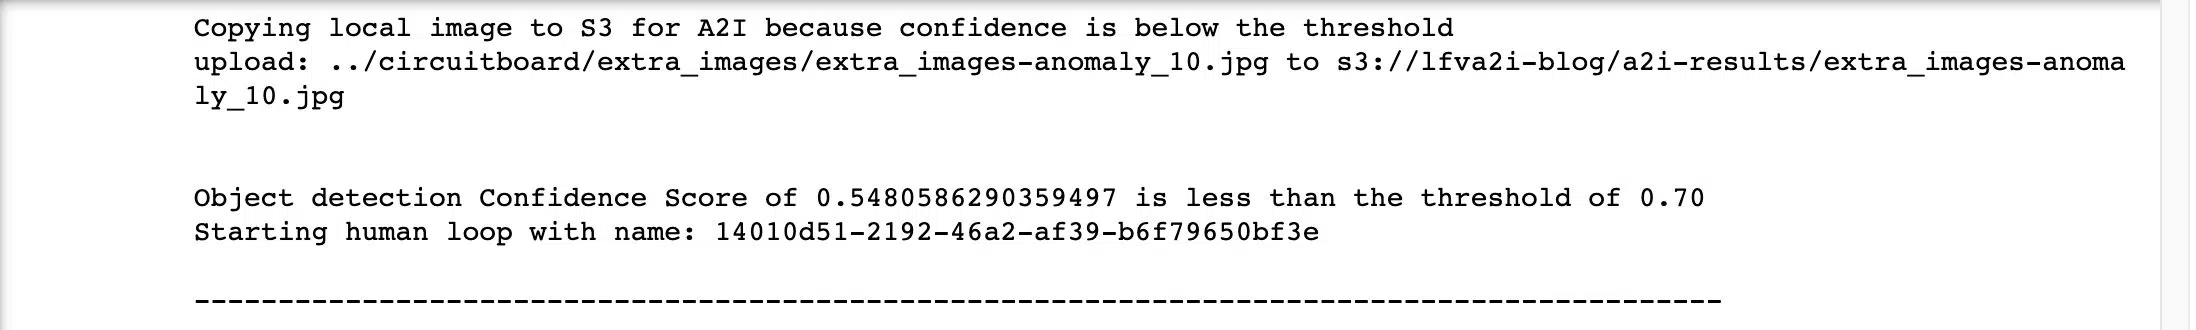 Copying local image to S3 for A2I because confidence is below the threshold
upload: ../circuitboard/extra_images/extra_images-anomaly_10.jpg to s3://lfva2i-blog/a2i-results/extra_images-anoma
ly_10.jpg
Object detection Confidence Score of 0.5480586290359497 is less than the threshold of 0.70
Starting human loop with name: 14010d51-2192-46a2-af39-b6f79650bf3e
-------------------------------------------------------------------------------------------